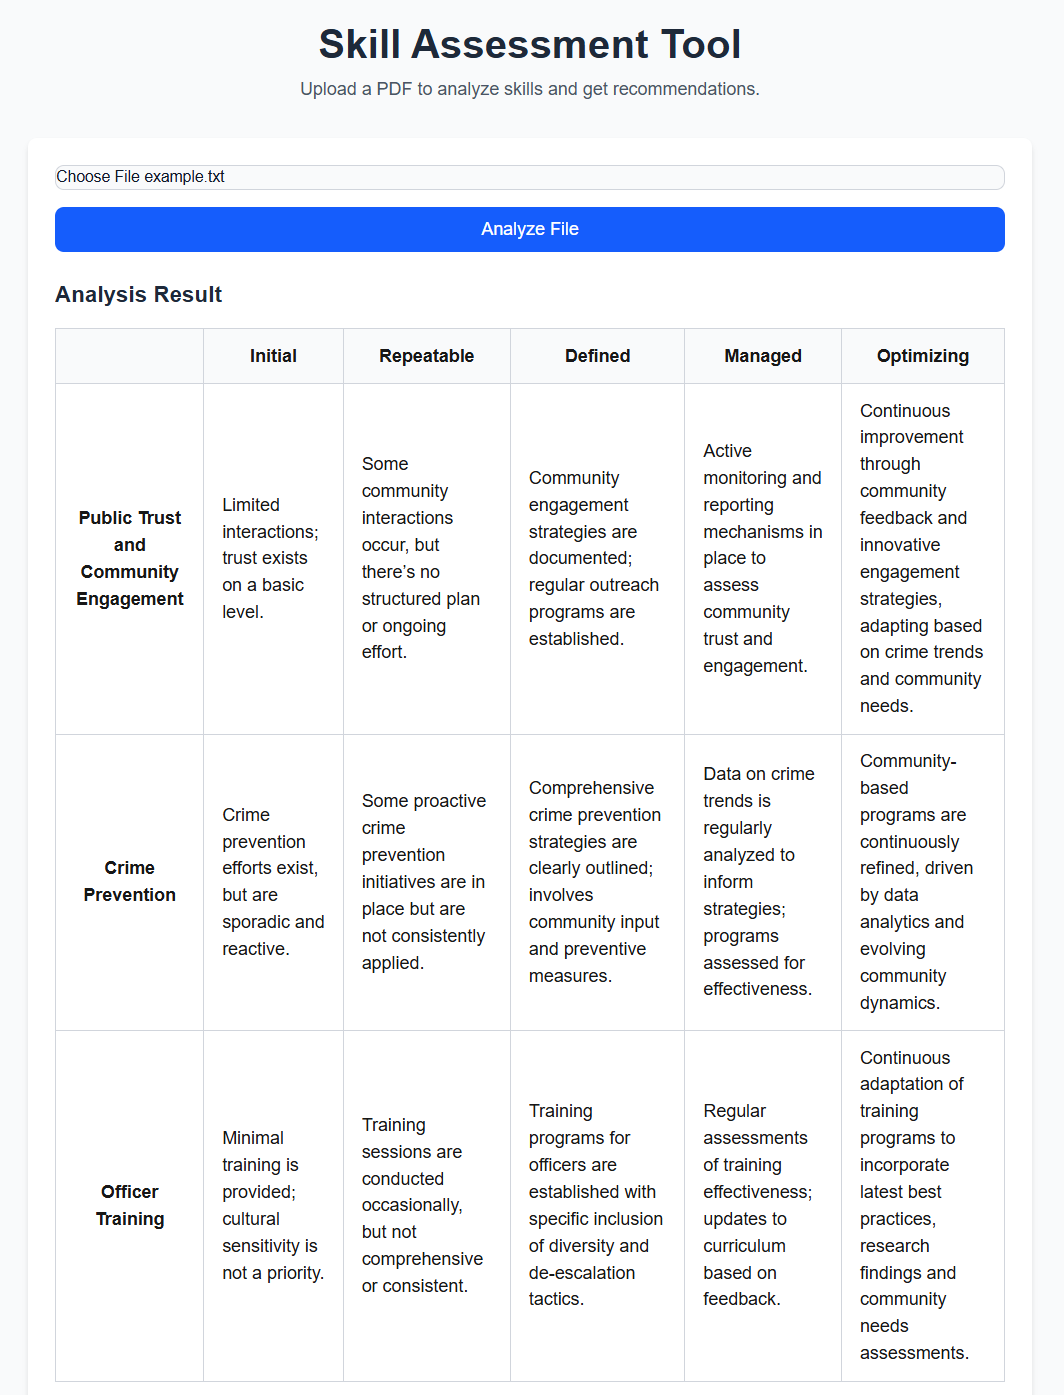 Skill Assessment Tool
Upload a PDF to analyze skills and get recommendations.
Choose File example.txt
Analyze File
Analysis Result
Initial
Repeatable
Defined
Managed
Optimizing
Public Trust
and
Community
Engagement
Limited
interactions;
trust exists
on a basic
level.
Some
community
interactions
occur, but
there's no
structured plan
or ongoing
effort.
Community
engagement
strategies are
documented;
regular outreach
programs are
established.
Active
monitoring and
reporting
mechanisms in
place to
assess
community
trust and
engagement.
Continuous
improvement
through
community
feedback and
innovative
engagement
strategies,
adapting based
on crime trends
and community
needs.
Crime
Prevention
Crime
prevention
efforts exist,
but are
sporadic and
reactive.
Some proactive
crime
prevention
initiatives are in
place but are
not consistently
applied.
Comprehensive
crime prevention
strategies are
clearly outlined;
involves
community input
and preventive
measures.
Data on crime
trends is
regularly
analyzed to
inform
strategies;
programs
assessed for
effectiveness.
Community-
based
programs are
continuously
refined, driven
by data
analytics and
evolving
community
dynamics.
Officer
Training
Minimal
training is
provided;
cultural
sensitivity is
not a priority.
Training
sessions are
conducted
occasionally,
but not
comprehensive
or consistent.
Training
programs for
officers are
established with
specific inclusion
of diversity and
de-escalation
tactics.
Regular
assessments
of training
effectiveness;
updates to
curriculum
based on
feedback.
Continuous
adaptation of
training
programs to
incorporate
latest best
practices,
research
findings and
community
needs
assessments.